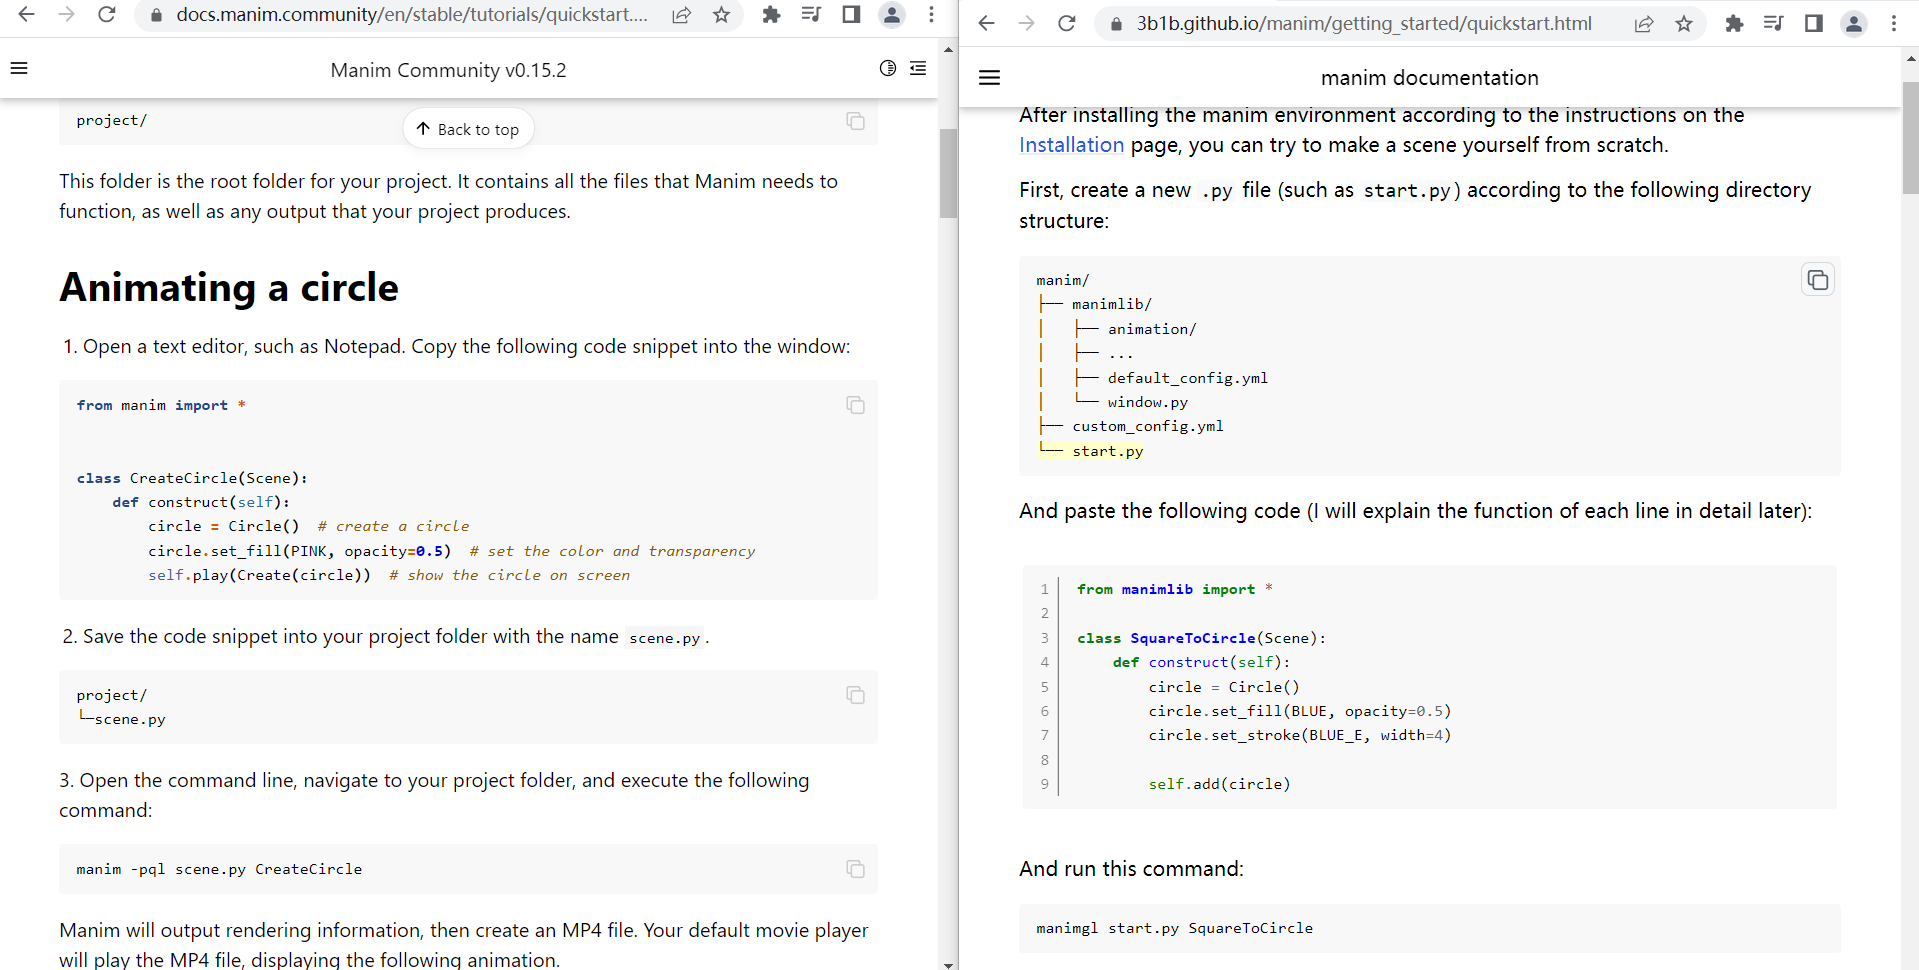 docs.manim.community/en/stable/tutorials/quickstart....
Manim Community v0.15.2
project/
Back to top
This folder is the root folder for your project. It contains all the files that Manim needs to
function, as well as any output that your project produces.
Animating a circle
1. Open a text editor, such as Notepad. Copy the following code snippet into the window:
from manim import *
class CreateCircle(Scene):
    def construct(self):
        circle = Circle()  # create a circle
        circle.set_fill(PINK, opacity=0.5)  # set the color and transparency
        self.play(Create(circle))  # show the circle on screen
2. Save the code snippet into your project folder with the name scene.py.
project/
└─scene.py
3. Open the command line, navigate to your project folder, and execute the following
command:
manim -pql scene.py CreateCircle
Manim will output rendering information, then create an MP4 file. Your default movie player
will play the MP4 file, displaying the following animation.
3b1b.github.io/manim/getting_started/quickstart.html
manim documentation
After installing the manim environment according to the instructions on the
Installation page, you can try to make a scene yourself from scratch.
First, create a new .py file (such as start.py) according to the following directory
structure:
manim/
├── manimlib/
│   ├── animation/
│   ├── ...
│   ├── default_config.yml
│   └── window.py
├── custom_config.yml
└── start.py
And paste the following code (I will explain the function of each line in detail later):
1 from manimlib import *
2
3 class SquareToCircle(Scene):
4     def construct(self):
5         circle = Circle()
6         circle.set_fill(BLUE, opacity=0.5)
7         circle.set_stroke(BLUE_E, width=4)
8
9         self.add(circle)
And run this command:
manimgl start.py SquareToCircle